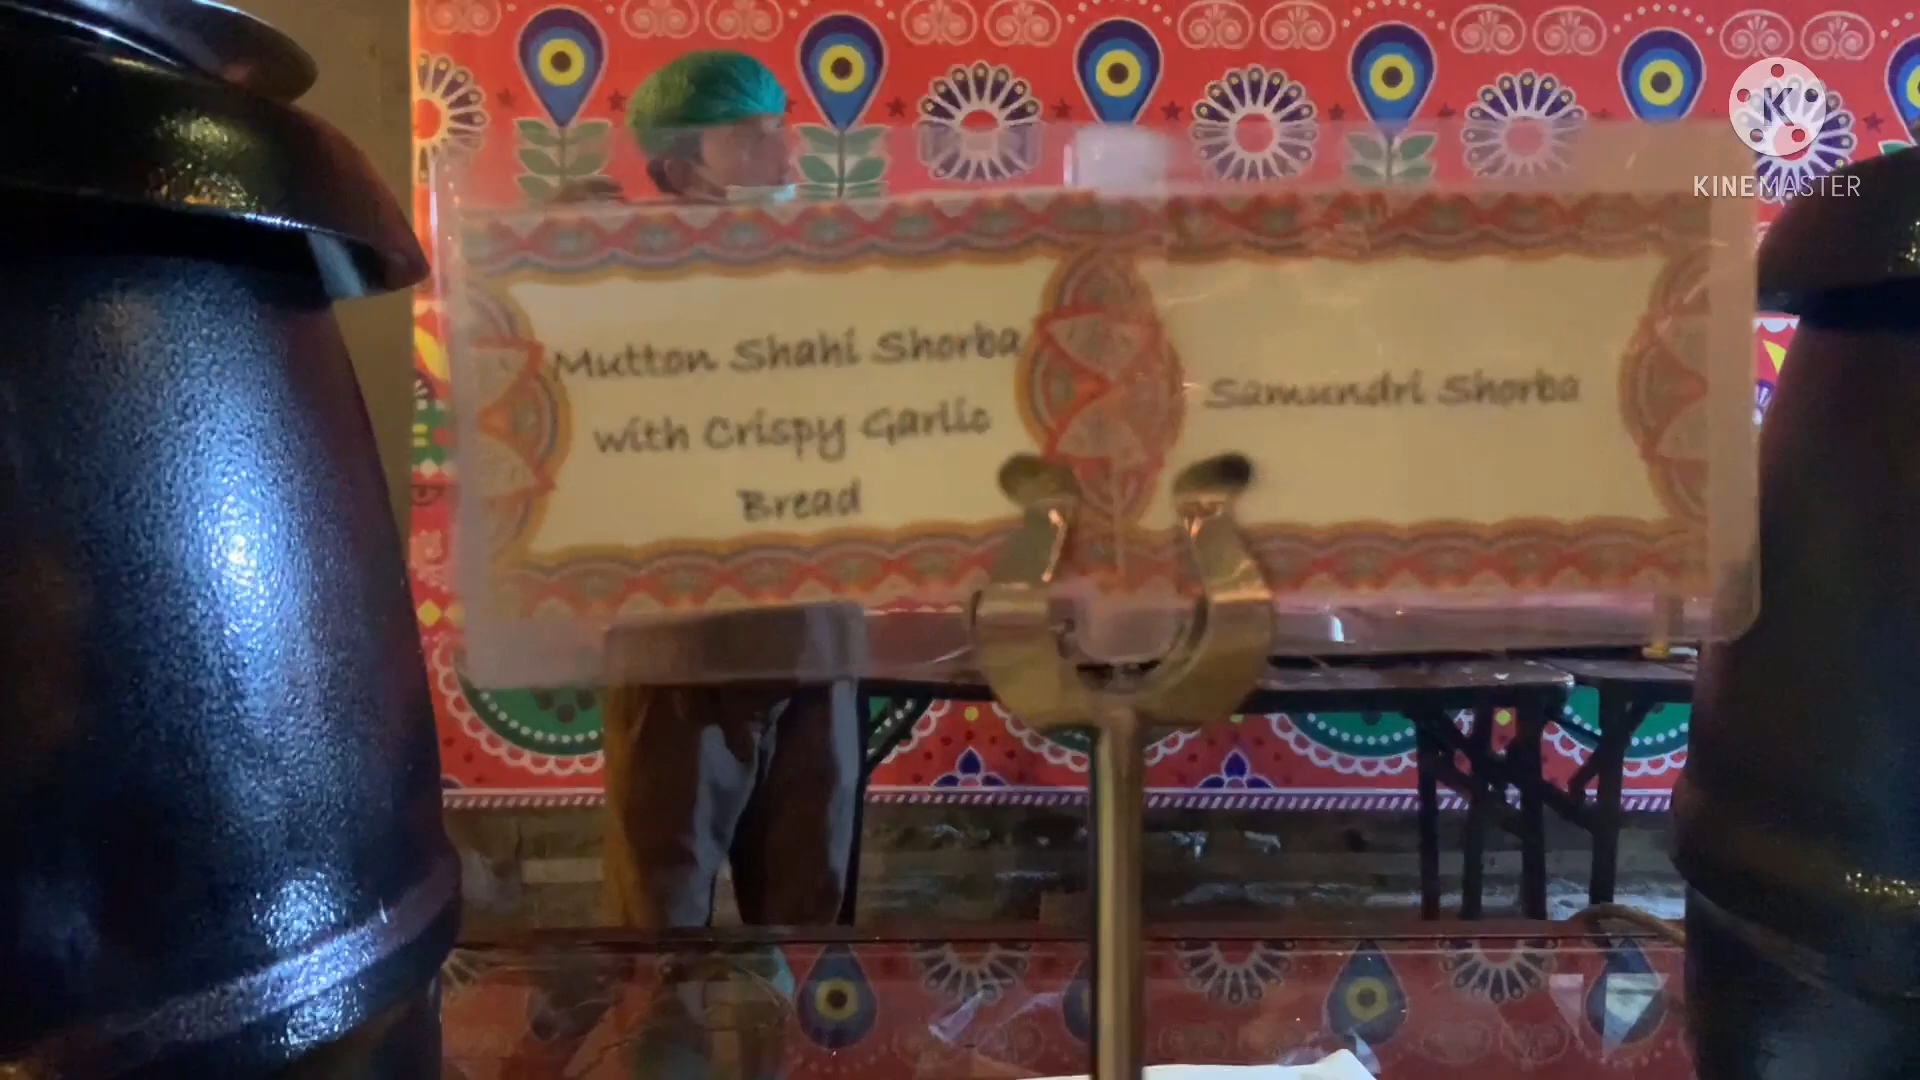 Mutton Shahi Shorba
with Crispy Garlic
Bread
Samundri Shorba
K
KINEMASTER